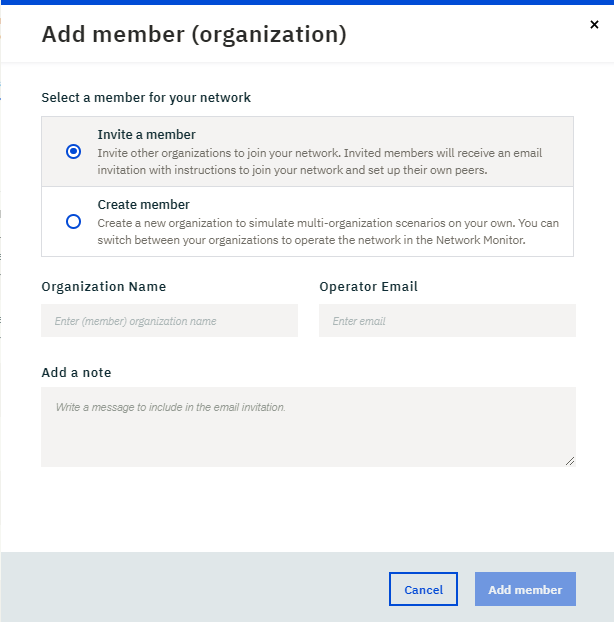 Add member (organization)
×
Select a member for your network
Invite a member
Invite other organizations to join your network. Invited members will receive an email
invitation with instructions to join your network and set up their own peers.
Create member
Create a new organization to simulate multi-organization scenarios on your own. You can
switch between your organizations to operate the network in the Network Monitor.
Organization Name
Operator Email
Enter (member) organization name
Enter email
Add a note
Write a message to include in the email invitation.
Cancel
Add member